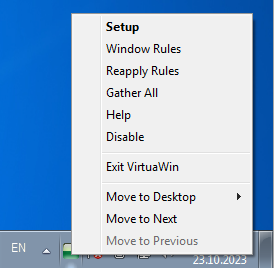 Setup
Window Rules
Reapply Rules
Gather All
Help
Disable
Exit VirtuaWin
Move to Desktop
Move to Next
Move to Previous
EN
23.10.2023